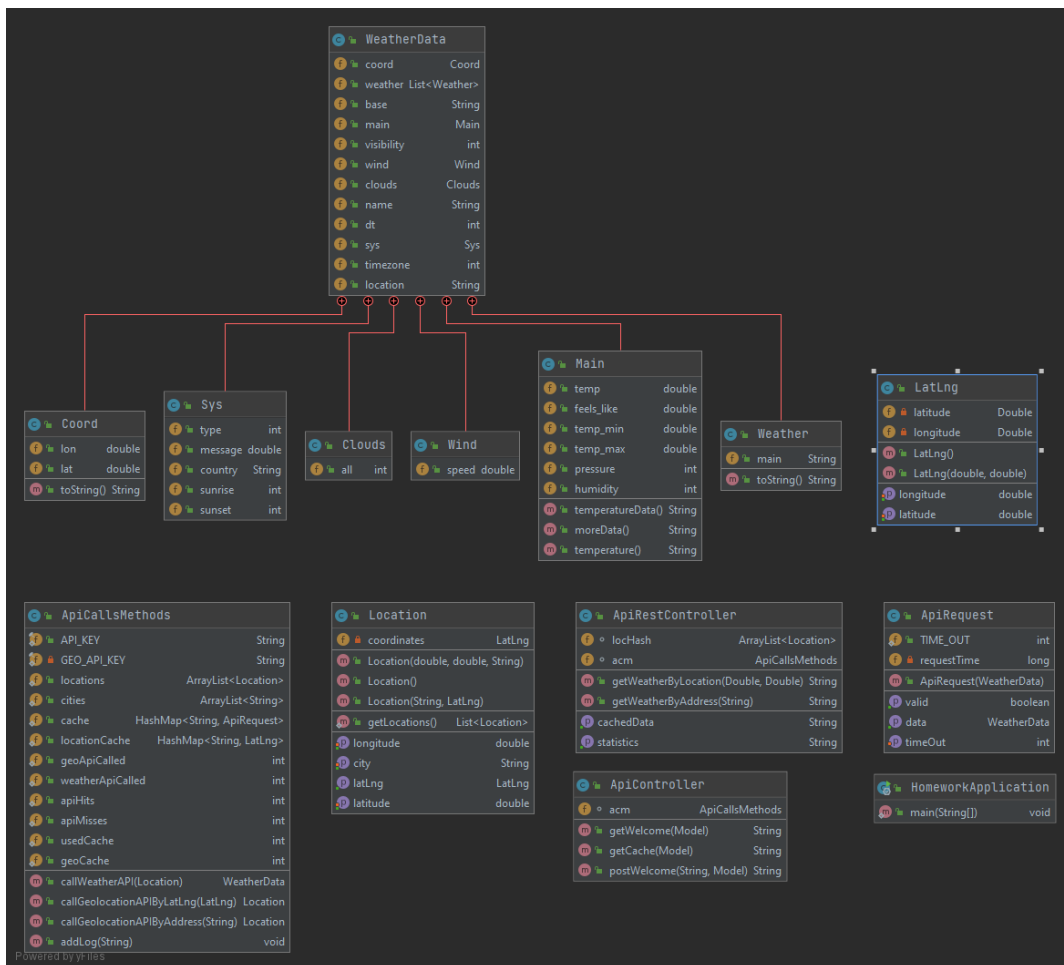 WeatherData
coord Coord
weather List<Weather>
base String
main Main
visibility int
wind Wind
clouds Clouds
name String
dt int
sys Sys
timezone int
location String
Coord
lon double
lat double
toString() String
Sys
type int
message double
country String
sunrise int
sunset int
Clouds
all int
Wind
speed double
Main
temp double
feels_like double
temp_min double
temp_max double
pressure int
humidity int
temperatureData() String
moreData() String
temperature() String
Weather
main String
toString() String
LatLng
latitude Double
longitude Double
LatLng()
LatLng(double, double)
longitude double
latitude double
ApiCallsMethods
API_KEY String
GEO_API_KEY String
locations ArrayList<Location>
cities ArrayList<String>
cache HashMap<String, ApiRequest>
locationCache HashMap<String, LatLng>
geoApiCalled int
weatherApiCalled int
apiHits int
apiMisses int
usedCache int
geoCache int
callWeatherAPI(Location) WeatherData
callGeolocationAPIByLatLng(LatLng) Location
callGeolocationAPIByAddress(String) Location
addLog(String) void
Location
coordinates LatLng
Location(double, double, String)
Location()
Location(String, LatLng)
getLocations() List<Location>
longitude double
city String
latLng LatLng
latitude double
ApiRestController
locHash ArrayList<Location>
acm ApiCallsMethods
getWeatherByLocation(Double, Double) String
getWeatherByAddress(String) String
cachedData String
statistics String
ApiController
acm ApiCallsMethods
getWelcome(Model) String
getCache(Model) String
postWelcome(String, Model) String
ApiRequest
TIME_OUT int
requestTime long
ApiRequest(WeatherData)
valid boolean
data WeatherData
timeOut int
HomeworkApplication
main(String[]) void
Powered by yFiles